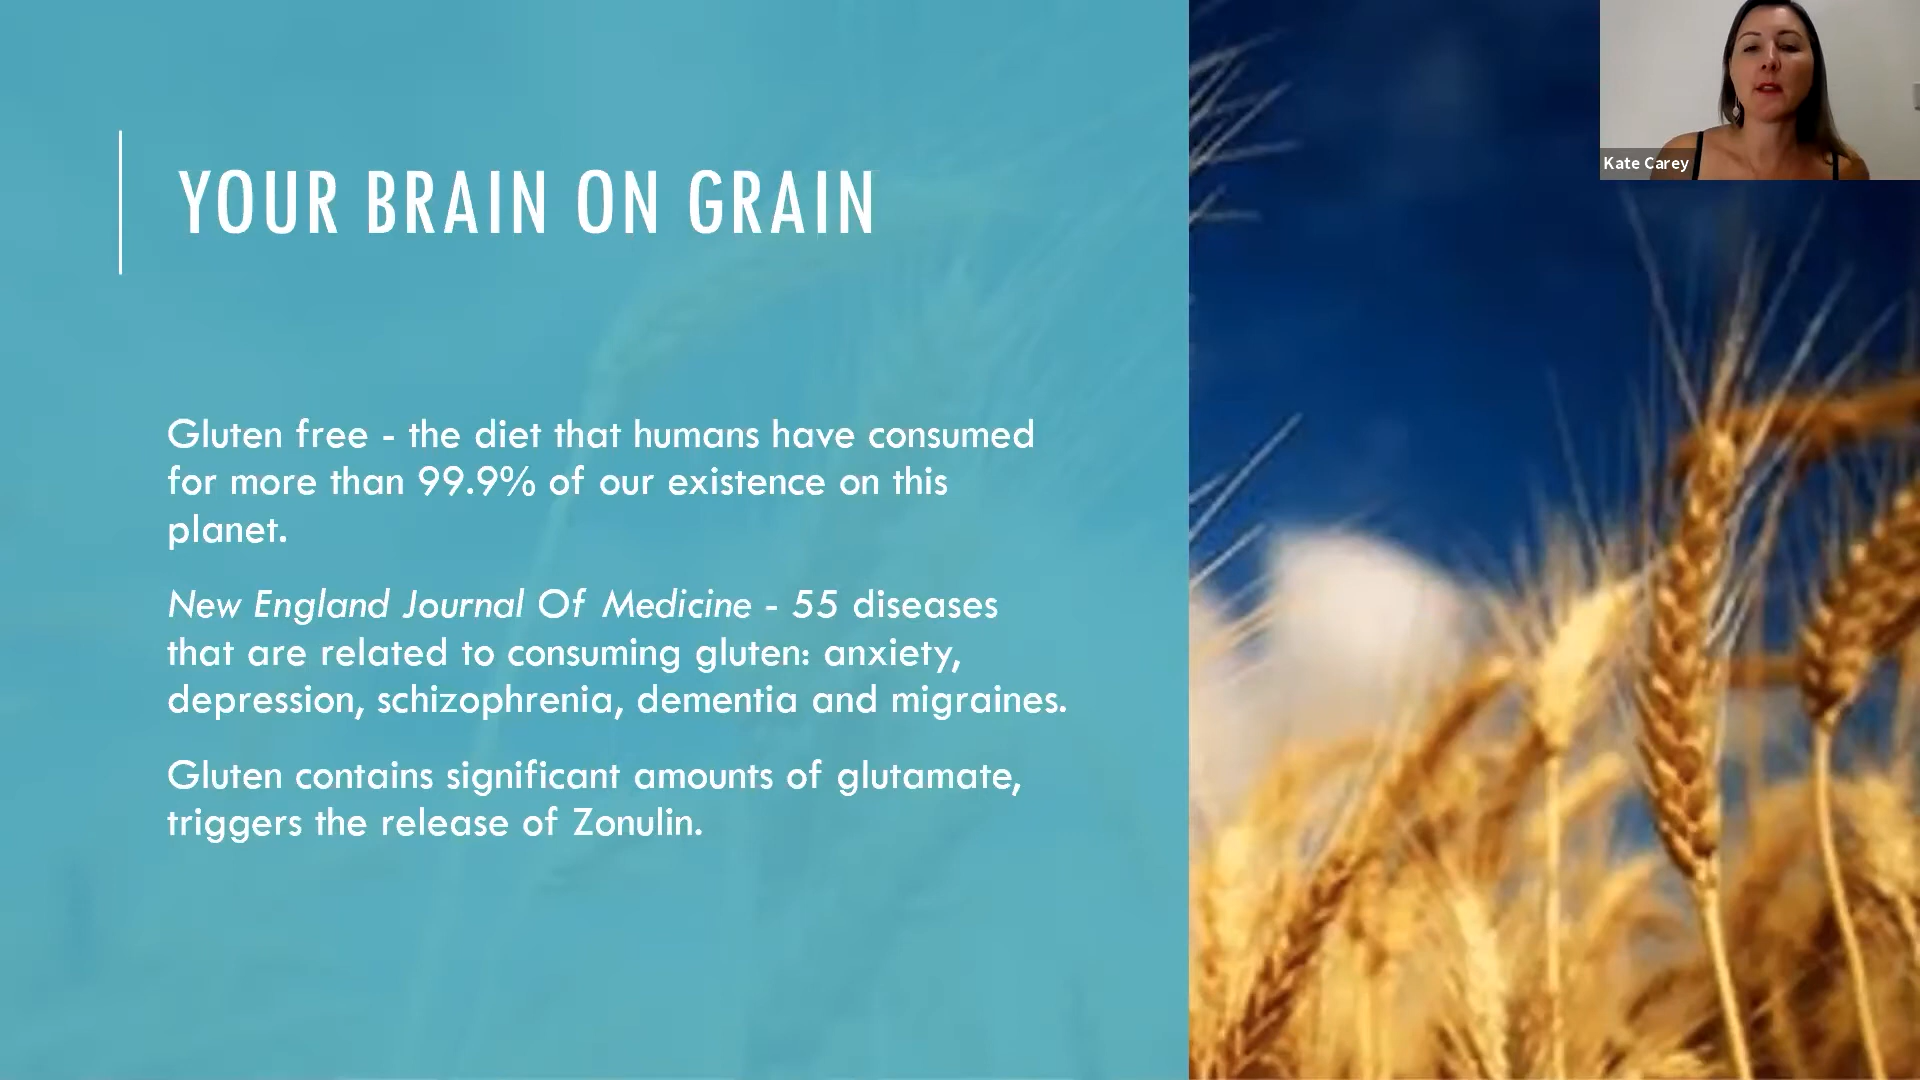 Kate Carey
YOUR BRAIN ON GRAIN
Gluten free - the diet that humans have consumed
for more than 99.9% of our existence on this
planet.
New England Journal Of Medicine - 55 diseases
that are related to consuming gluten: anxiety,
depression, schizophrenia, dementia and migraines.
Gluten contains significant amounts of glutamate,
triggers the release of Zonulin.